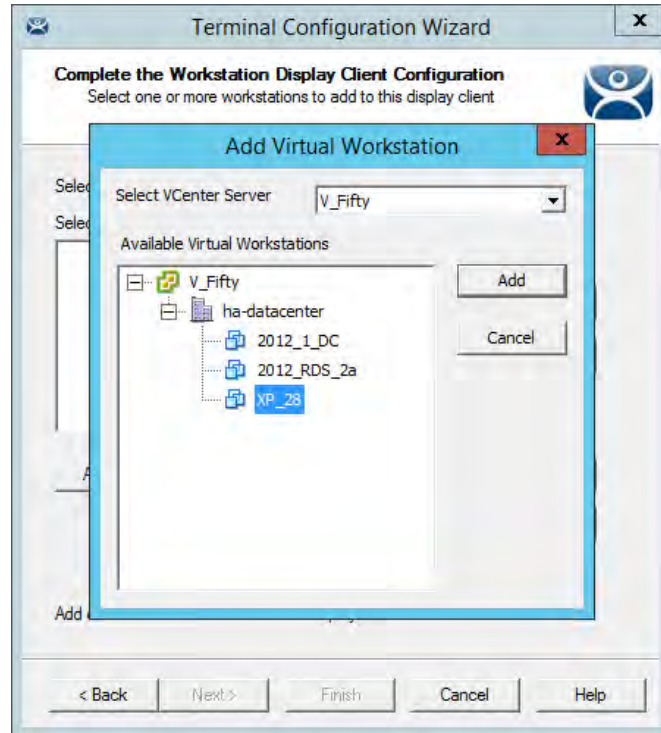 Terminal Configuration Wizard
x
Complete the Workstation Display Client Configuration
Select one or more workstations to add to this display client
Add Virtual Workstation
x
Select VCenter Server
V_Fifty
Available Virtual Workstations
V_Fifty
Add
ha-datacenter
2012_1_DC
Cancel
2012_RDS_2a
XP_28
Add
< Back
Next >
Finish
Cancel
Help